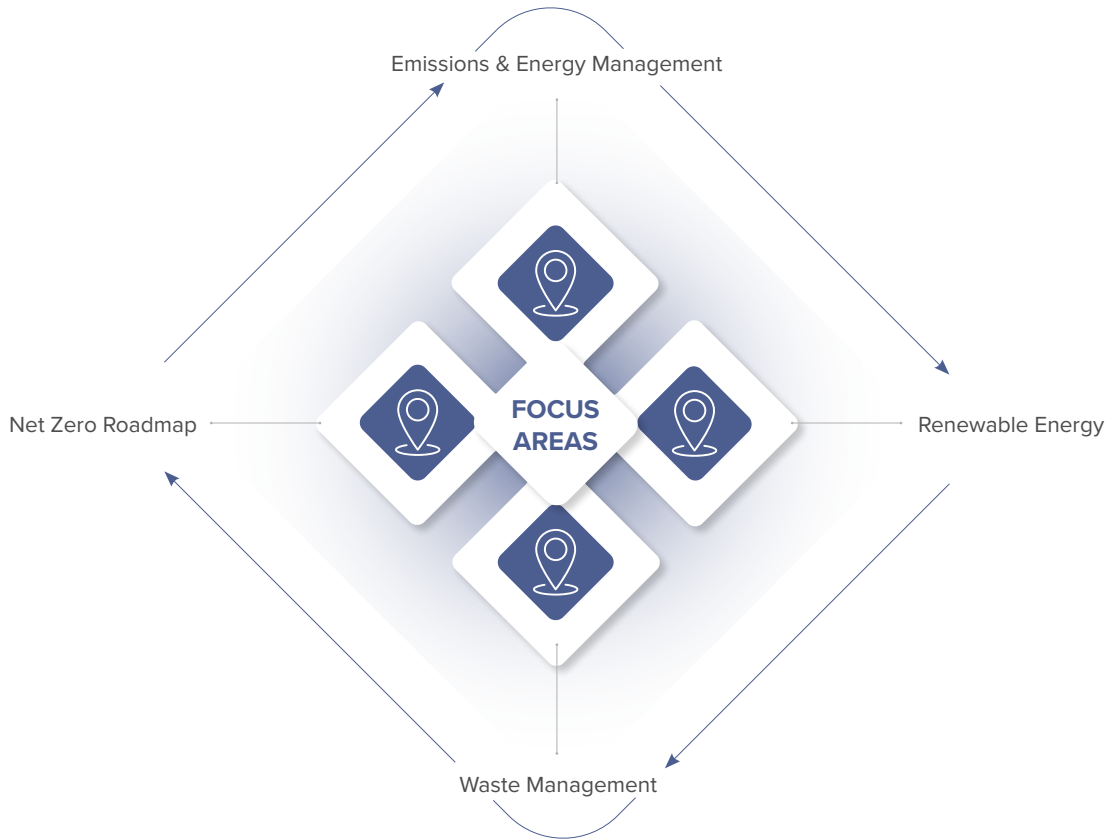 Emissions & Energy Management
Net Zero Roadmap
FOCUS
AREAS
Renewable Energy
Waste Management